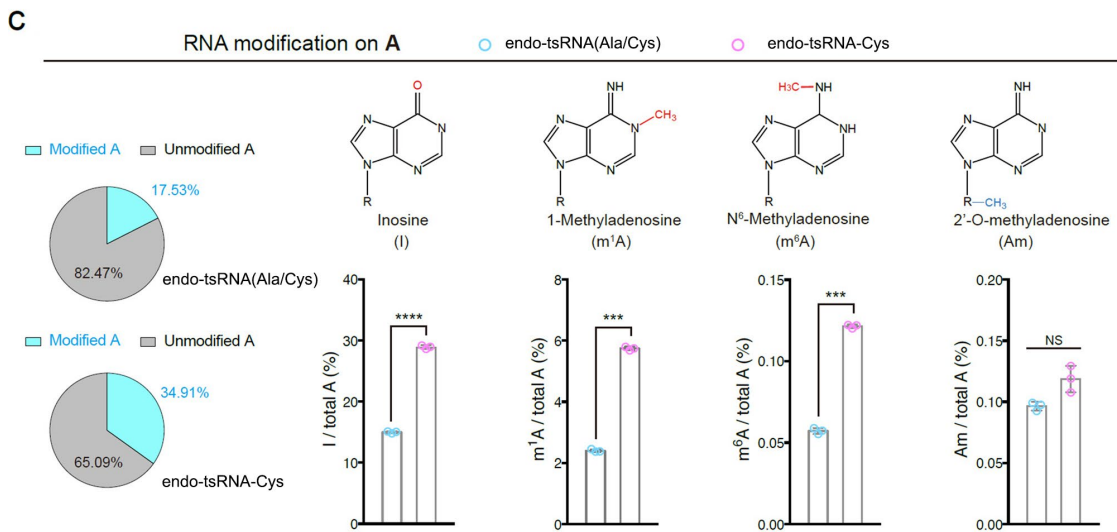 C
RNA modification on A
endo-tsRNA(Ala/Cys)
endo-tsRNA-Cys
Modified A
Unmodified A
17.53%
82.47%
endo-tsRNA(Ala/Cys)
Modified A
Unmodified A
34.91%
65.09%
endo-tsRNA-Cys
O
N
N
N
N
R
Inosine
(I)
NH
N
N
CH₃
N
N
R
1-Methyladenosine
(m¹A)
H₃C
NH
N
NH
N
N
R
N⁶-Methyladenosine
(m⁶A)
NH
N
N
N
N
R
CH₃
2'-O-methyladenosine
(Am)
I / total A (%)
40
30
20
10
0
****
m¹A / total A (%)
8
6
4
2
0
***
m⁶A / total A (%)
0.15
0.10
0.05
0.00
***
Am / total A (%)
0.20
0.15
0.10
0.05
0.00
NS